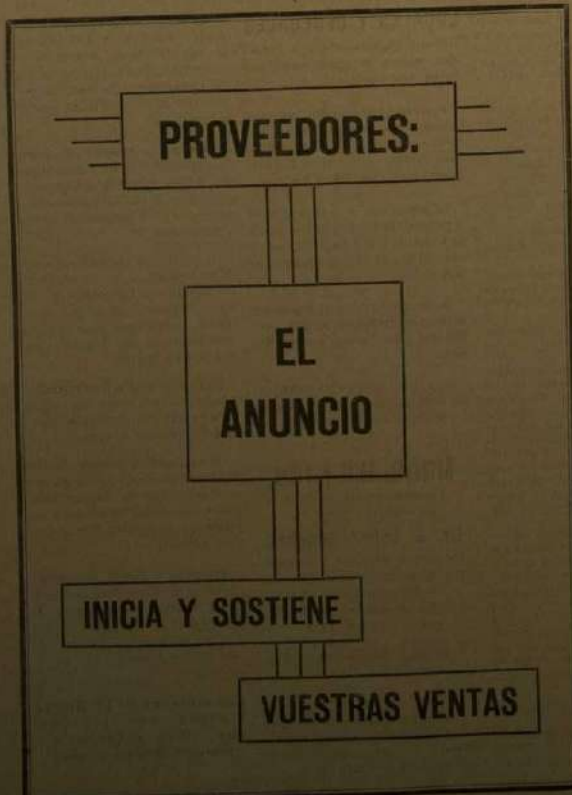 PROVEEDORES:
EL
ANUNCIO
INICIA Y SOSTIENE
VUESTRAS VENTAS